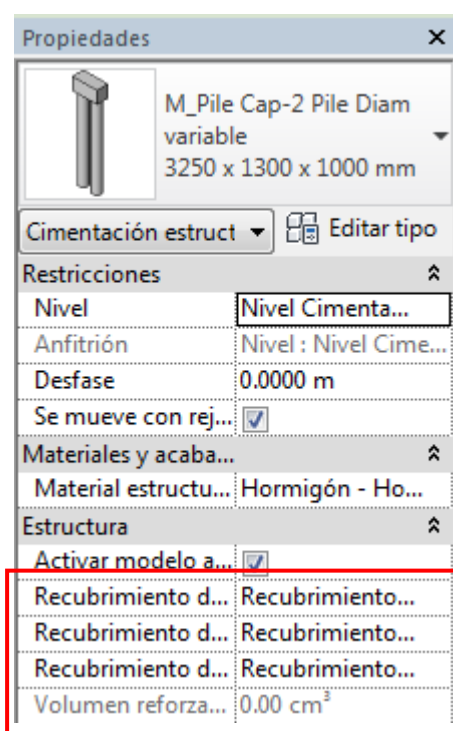 Propiedades
M_Pile Cap-2 Pile Diam
variable
3250 x 1300 x 1000 mm
Cimentación estruct Editar tipo
Restricciones
Nivel Nivel Cimenta...
Anfitrión Nivel : Nivel Cime...
Desfase 0.0000 m
Se mueve con rej...
Materiales y acaba...
Material estructu... Hormigón - Ho...
Estructura
Activar modelo a...
Recubrimiento d... Recubrimiento...
Recubrimiento d... Recubrimiento...
Recubrimiento d... Recubrimiento...
Volumen reforza... 0.00 cm³